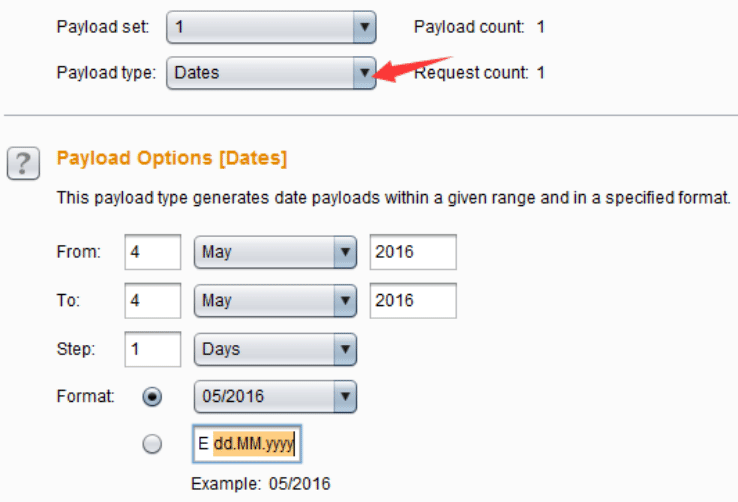 Payload set: 1 Payload count: 1
Payload type: Dates Request count: 1
? Payload Options [Dates]
This payload type generates date payloads within a given range and in a specified format.
From: 4 May 2016
To: 4 May 2016
Step: 1 Days
Format: 05/2016
E dd.MM.yyyy
Example: 05/2016